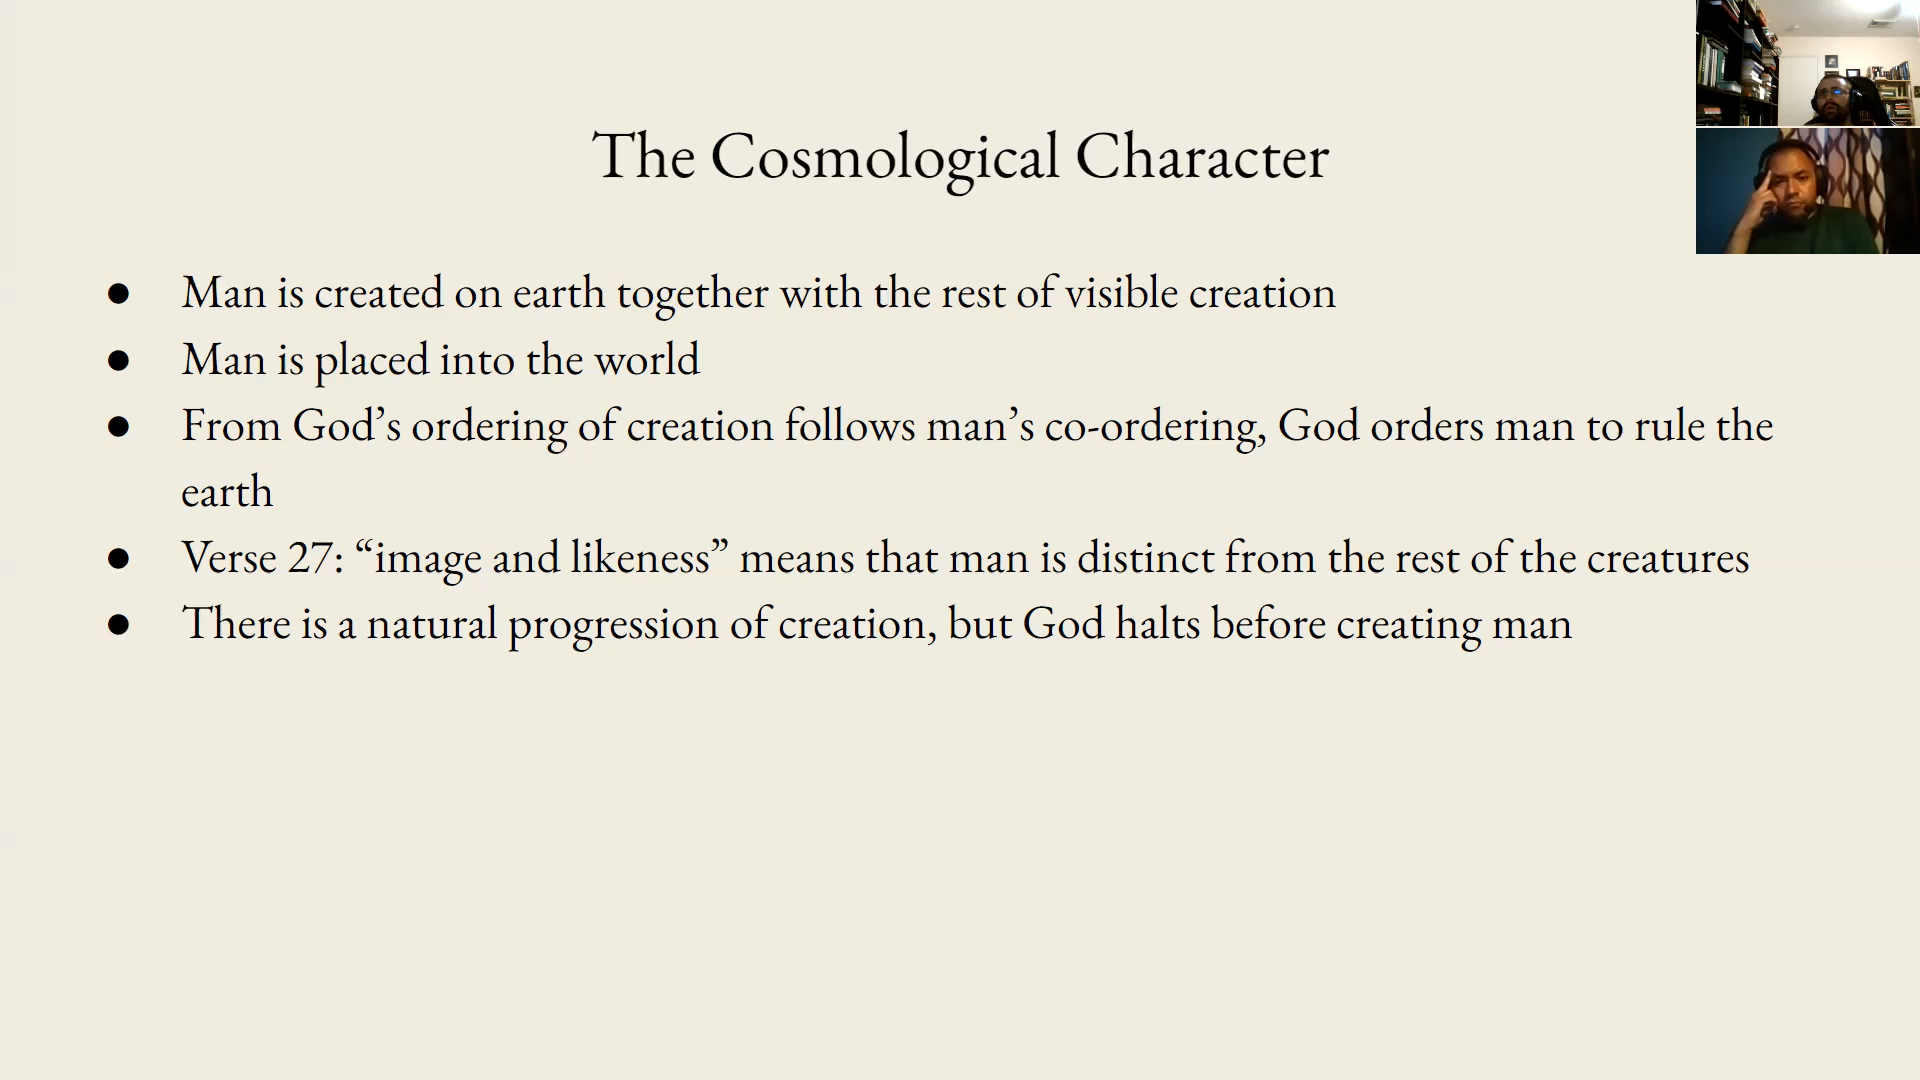 The Cosmological Character
● Man is created on earth together with the rest of visible creation
● Man is placed into the world
● From God’s ordering of creation follows man’s co-ordering, God orders man to rule the
earth
● Verse 27: “image and likeness” means that man is distinct from the rest of the creatures
● There is a natural progression of creation, but God halts before creating man